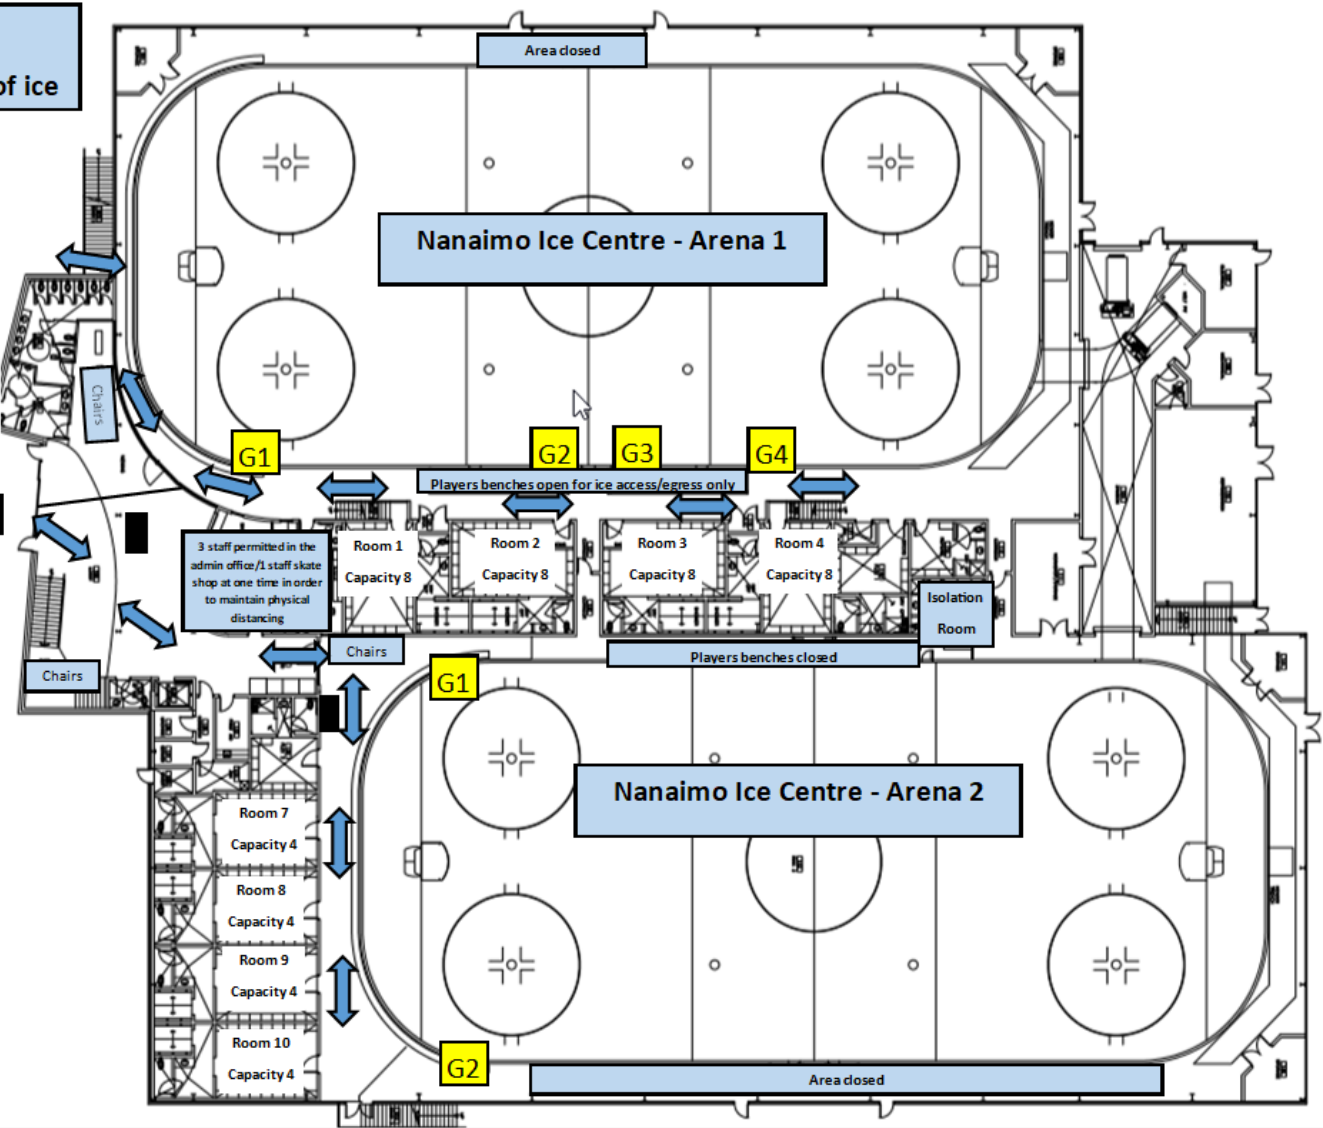 of ice
Area closed
Nanaimo Ice Centre - Arena 1
Chairs
G1
G2
G3
G4
Players benches open for ice access/egress only
3 staff permitted in the
admin office/1 staff skate
shop at one time in order
to maintain physical
distancing
Room 1
Capacity 8
Room 2
Capacity 8
Room 3
Capacity 8
Room 4
Capacity 8
Isolation
Room
Chairs
Chairs
Players benches closed
G1
Nanaimo Ice Centre - Arena 2
Room 7
Capacity 4
Room 8
Capacity 4
Room 9
Capacity 4
Room 10
Capacity 4
G2
Area closed